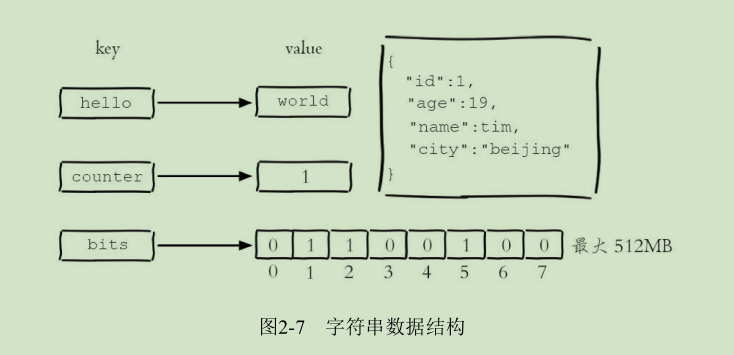 key value
hello world
counter 1
{
"id":1,
"age":19,
"name":tim,
"city":"beijing"
}
bits 0 1 1 0 0 1 0 0 最大 512MB
0 1 2 3 4 5 6 7
图2-7 字符串数据结构